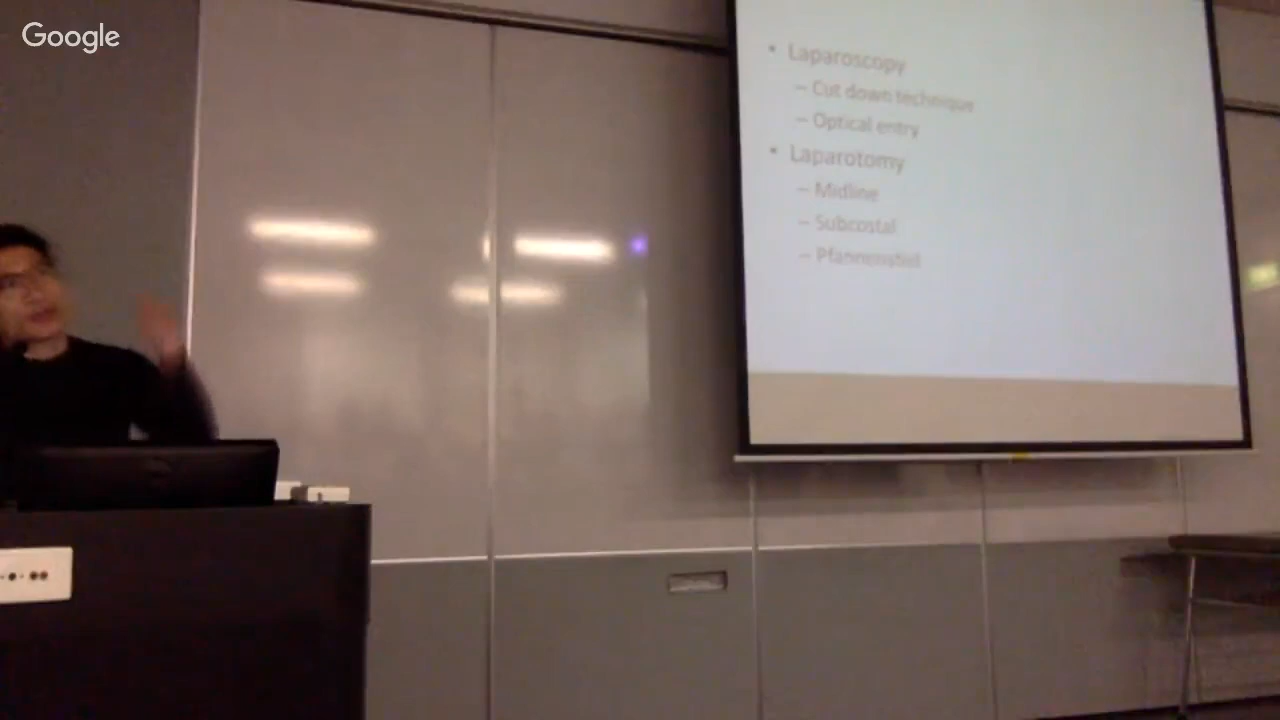 Google
• Laparoscopy
– Cut down technique
– Optical entry
• Laparotomy
– Midline
– Subcostal
– Pfannenstiel